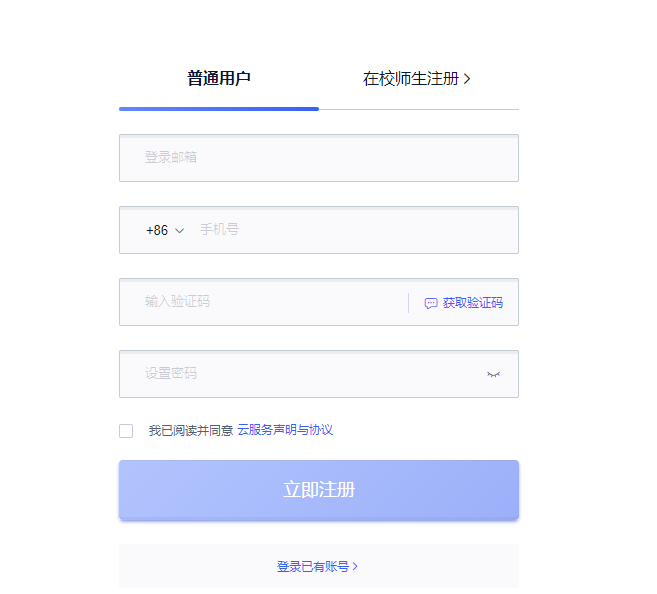 普通用户
在校师生注册
登录邮箱
+86 手机号
输入验证码 获取验证码
设置密码
我已阅读并同意 云服务声明与协议
立即注册
登录已有账号